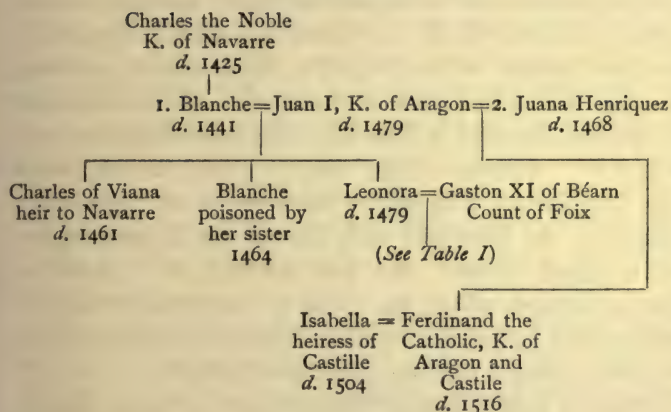 Charles the Noble
K. of Navarre
d. 1425
1. Blanche=Juan I, K. of Aragon=2. Juana Henriquez
d. 1441 d. 1479 d. 1468
Charles of Viana Blanche Leonora=Gaston XI of Béarn
heir to Navarre poisoned by d. 1479 Count of Foix
d. 1461 her sister
1464 (See Table I)
Isabella = Ferdinand the
heiress of Catholic, K. of
Castille Aragon and
d. 1504 Castile
d. 1516